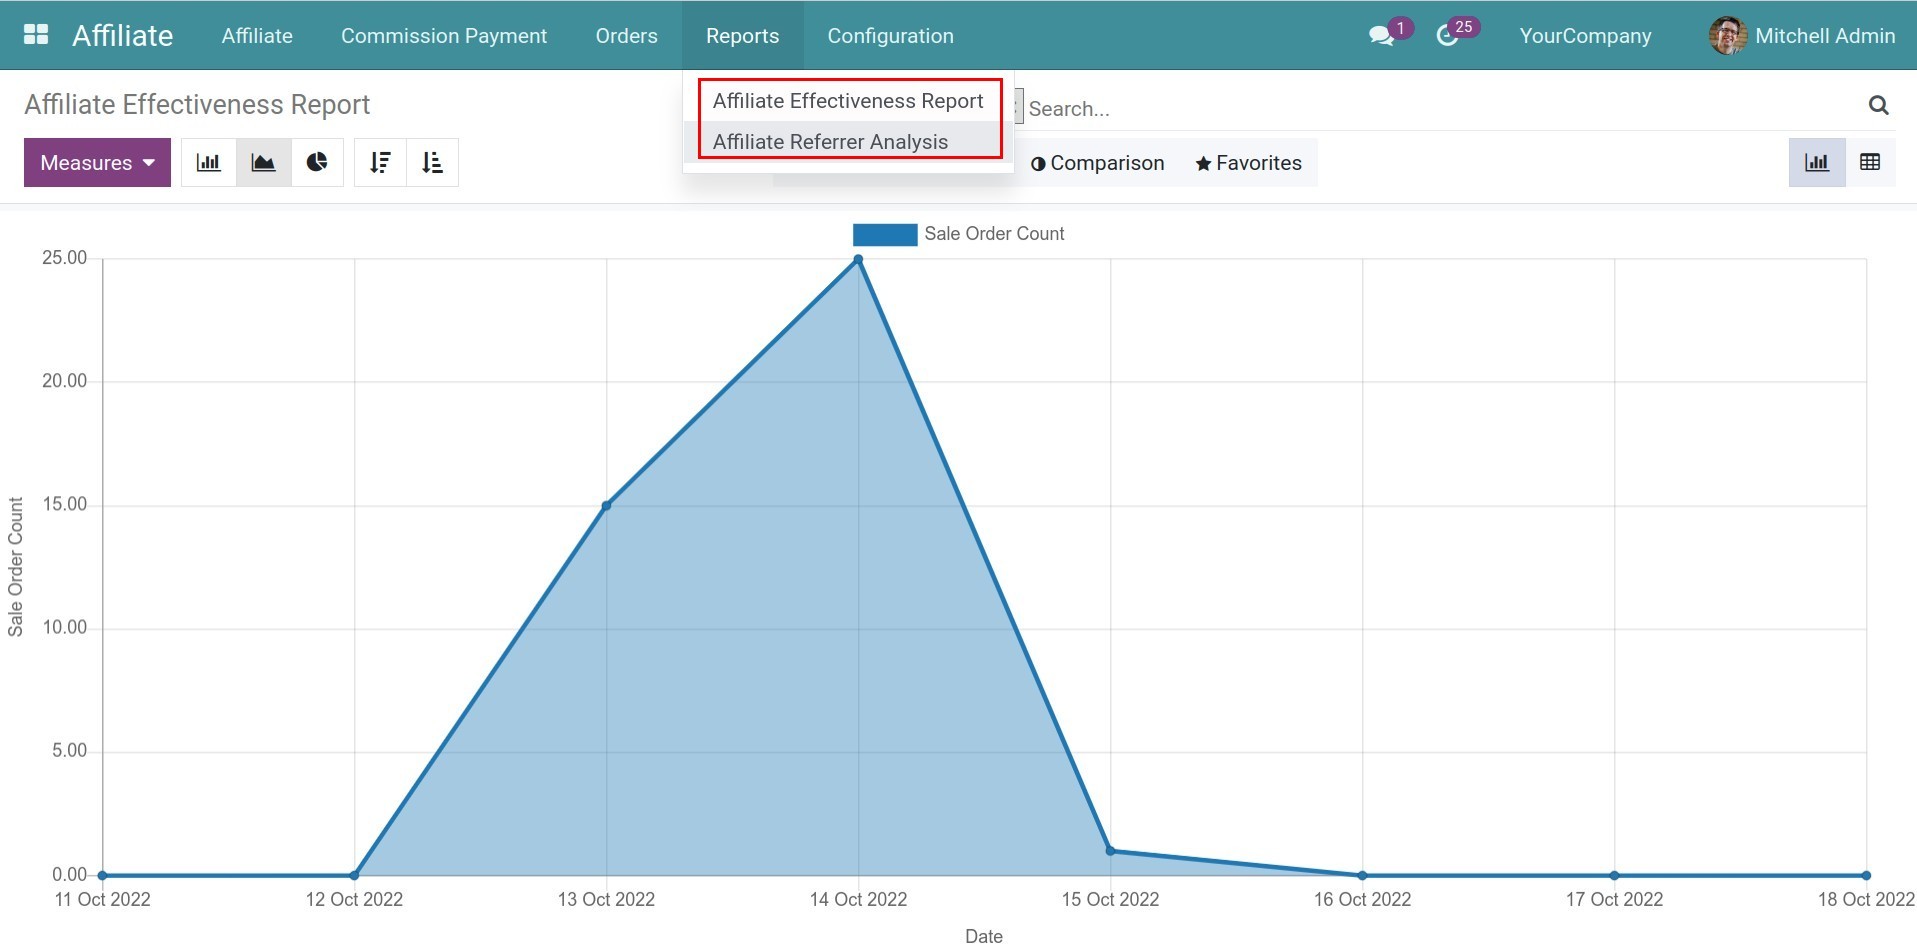 Affiliate Affiliate Commission Payment Orders Reports Configuration 1 25 YourCompany Mitchell Admin
Affiliate Effectiveness Report
Affiliate Effectiveness Report
Search...
Affiliate Referrer Analysis
Measures
Comparison Favorites
Sale Order Count
25.00
20.00
15.00
10.00
5.00
0.00
Sale Order Count
11 Oct 2022 12 Oct 2022 13 Oct 2022 14 Oct 2022 15 Oct 2022 16 Oct 2022 17 Oct 2022 18 Oct 2022
Date